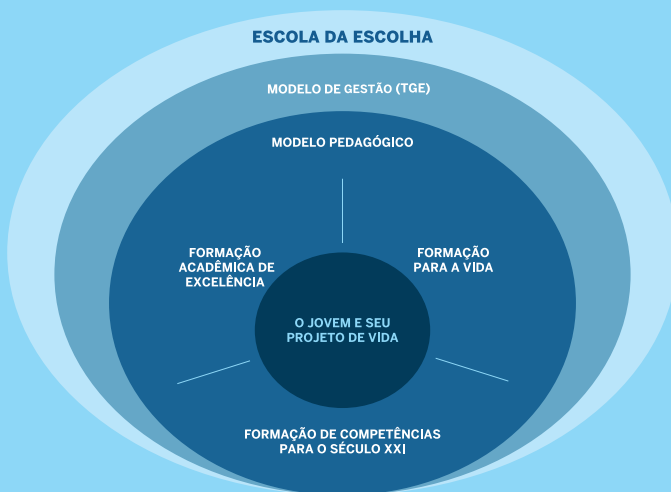 ESCOLA DA ESCOLHA
MODELO DE GESTÃO (TGE)
MODELO PEDAGÓGICO
FORMAÇÃO
ACADÊMICA DE
EXCELÊNCIA
FORMAÇÃO
PARA A VIDA
O JOVEM E SEU
PROJETO DE VIDA
FORMAÇÃO DE COMPETÊNCIAS
PARA O SÉCULO XXI